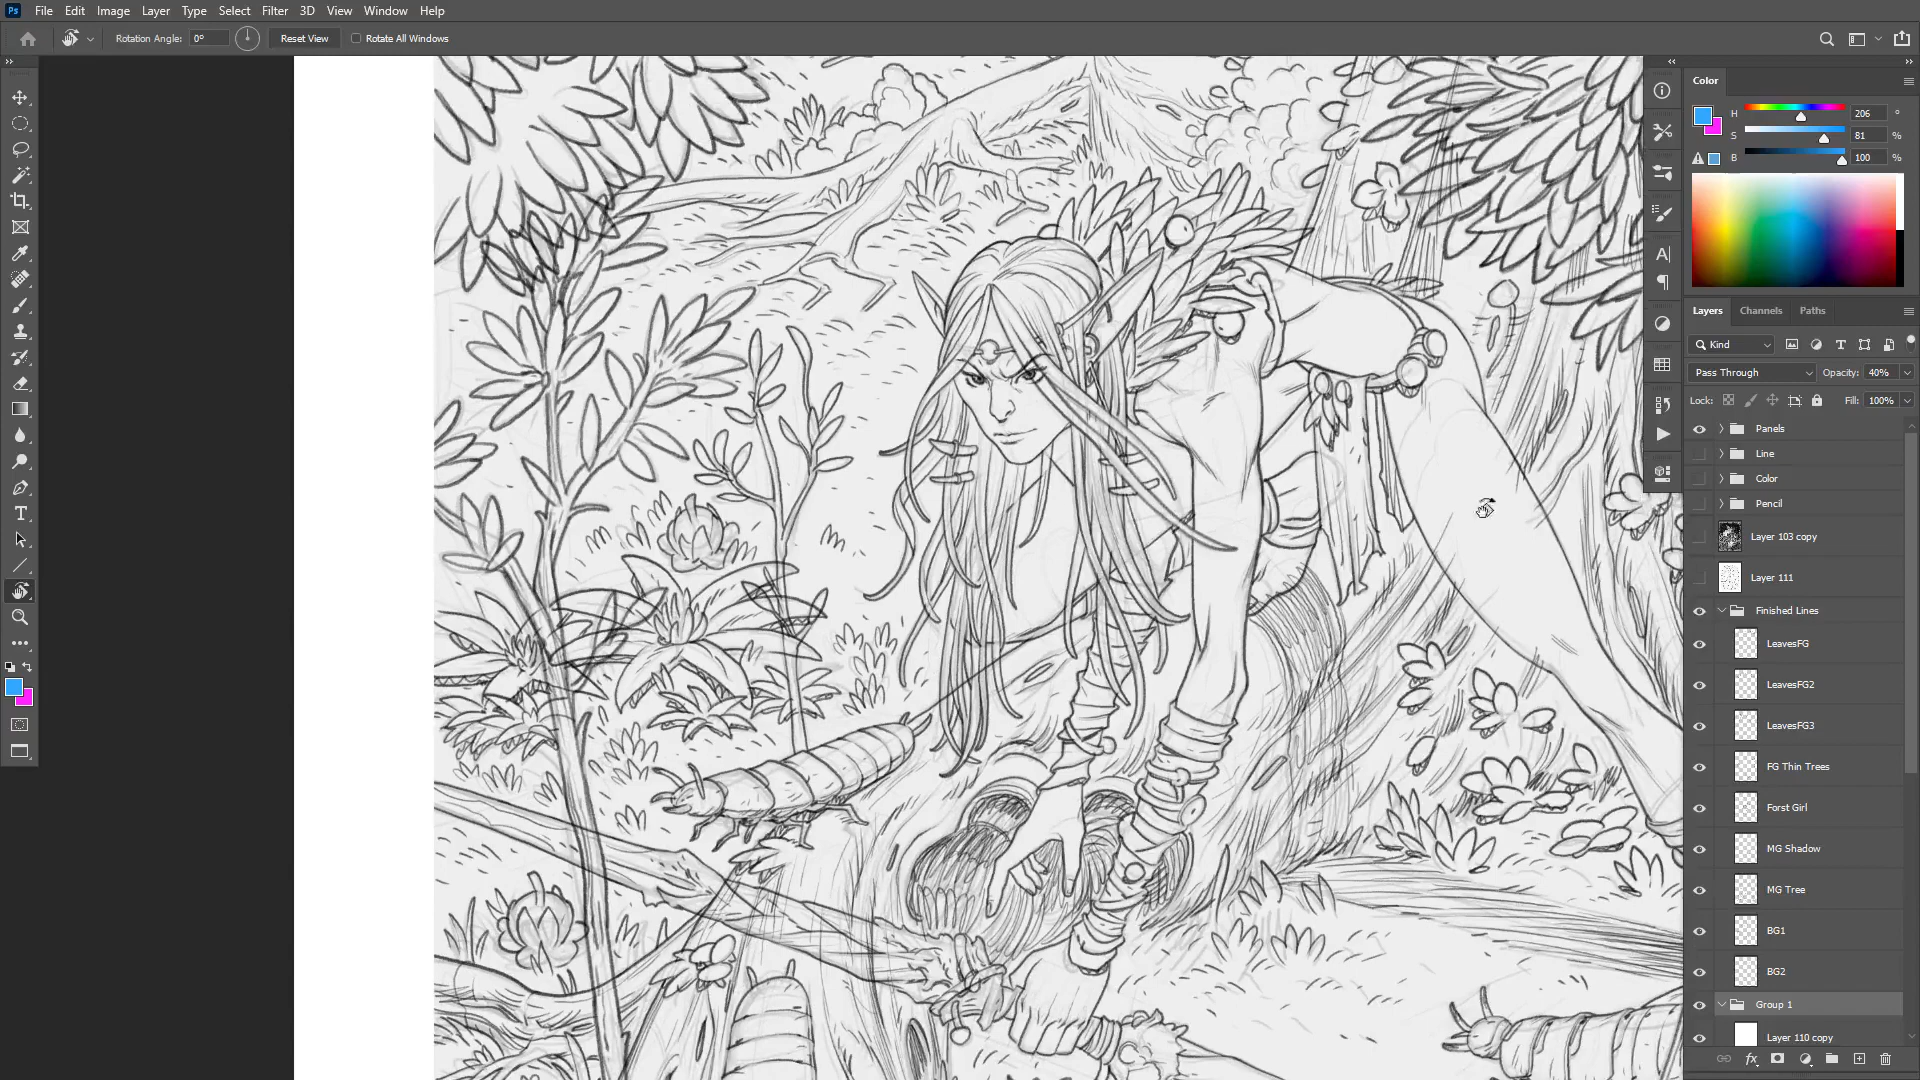 Ps File Edit Image Layer Type Select Filter 3D View Window Help
Rotation Angle: 0° Reset View Rotate All Windows
Color
H 206 °
S 81 %
B 100 %
Layers Channels Paths
Kind
Pass Through Opacity: 40%
Lock: Fill: 100%
Panels
Line
Color
Pencil
Layer 103 copy
Layer 111
Finished Lines
LeavesFG
LeavesFG2
LeavesFG3
FG Thin Trees
Forst Girl
MG Shadow
MG Tree
BG1
BG2
Group 1
Layer 110 copy